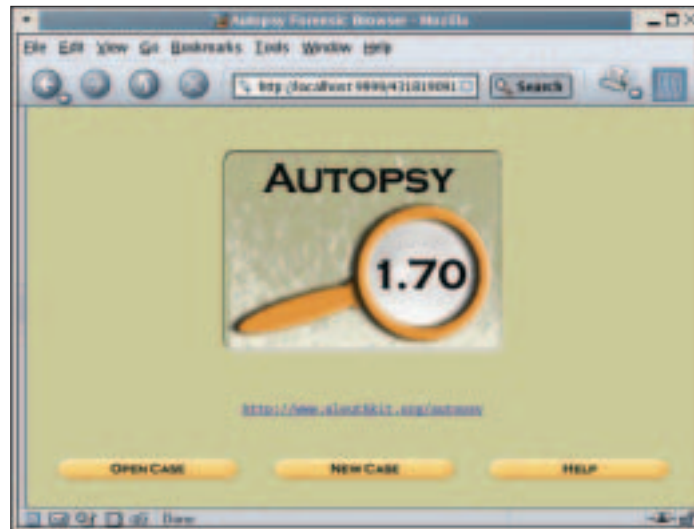 Autopsy Forensic Browser - Mozilla
File Edit View Go Bookmarks Tools Window Help
Search
AUTOPSY
1.70
http://www.sleuthkit.org/autopsy
OPEN CASE NEW CASE HELP
Done